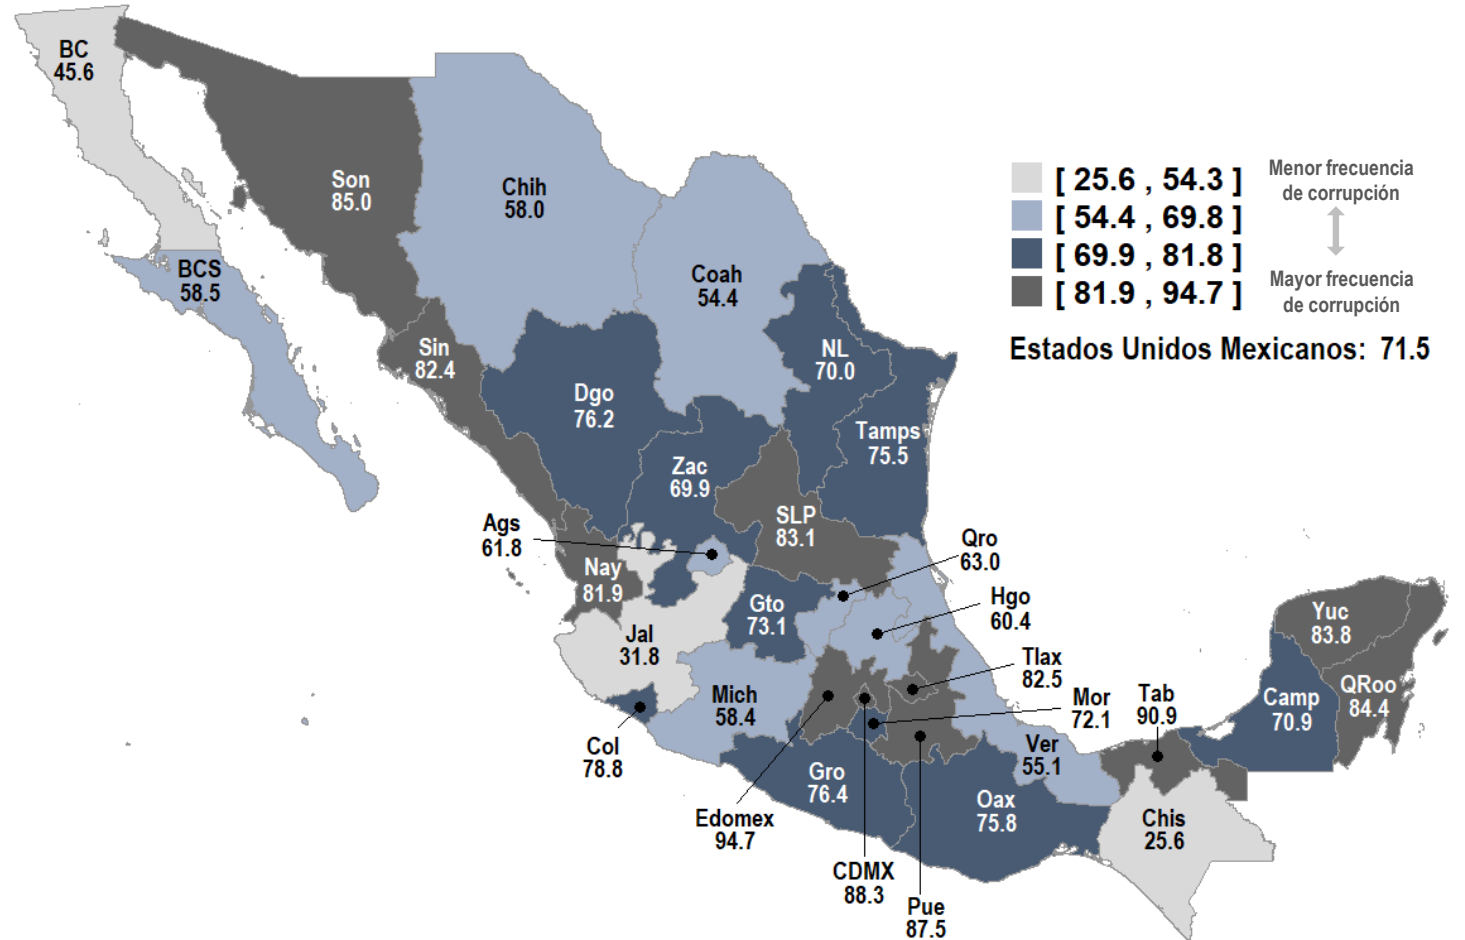 BC
45.6
Son
85.0
Chih
58.0
Coah
54.4
BCS
58.5
Sin
82.4
Dgo
76.2
NL
70.0
Tamps
75.5
Zac
69.9
SLP
83.1
Ags
61.8
Nay
81.9
Jal
31.8
Gto
73.1
Qro
63.0
Hgo
60.4
Tlax
82.5
Mor
72.1
Tab
90.9
Yuc
83.8
QRoo
84.4
Camp
70.9
Mich
58.4
Col
78.8
Ver
55.1
Gro
76.4
Oax
75.8
Chis
25.6
Edomex
94.7
CDMX
88.3
Pue
87.5
[ 25.6 , 54.3 ]
[ 54.4 , 69.8 ]
[ 69.9 , 81.8 ]
[ 81.9 , 94.7 ]
Menor frecuencia
de corrupción
Mayor frecuencia
de corrupción
Estados Unidos Mexicanos: 71.5